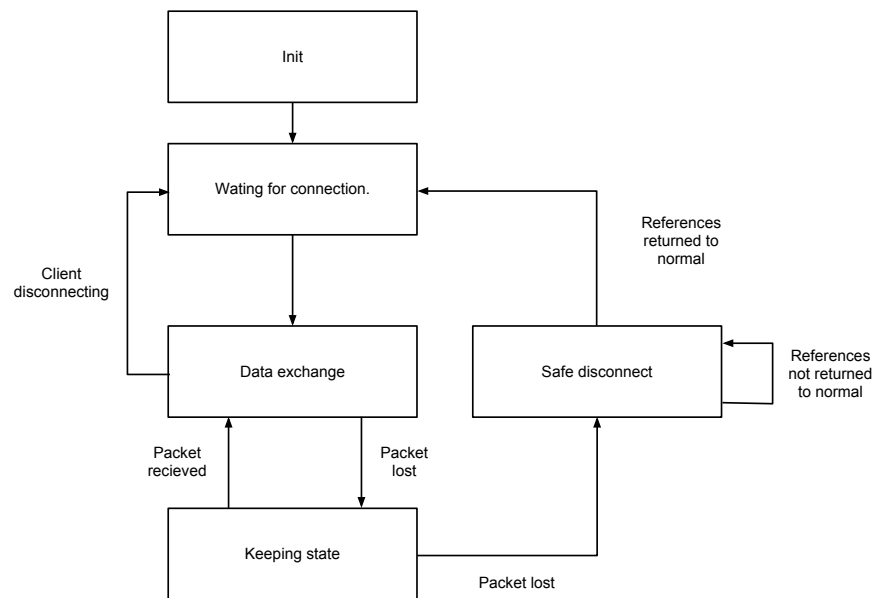 Init
Wating for connection.
References
returned to
normal
Client
disconnecting
Data exchange
Safe disconnect
References
not returned
to normal
Packet
recieved
Packet
lost
Keeping state
Packet lost